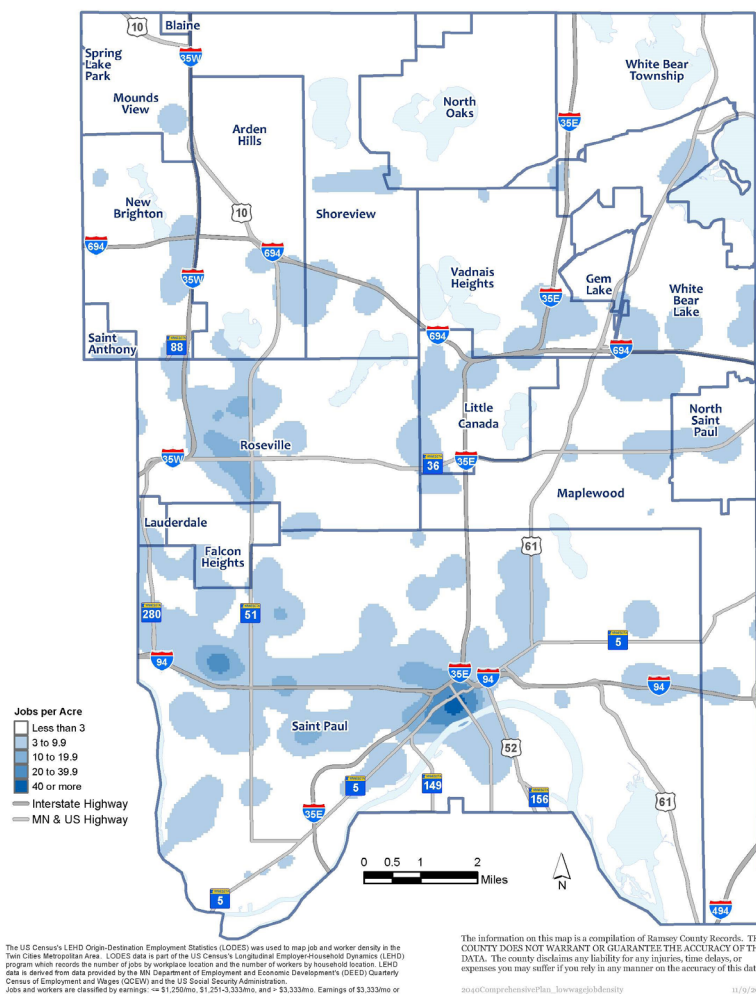 10
Blaine
Spring
Lake
Park
35W
White Bear
Township
Mounds
View
North
Oaks
35E
Arden
Hills
New
Brighton
10
Shoreview
694
694
35W
Vadnais
Heights
Gem
Lake
35E
White
Bear
Lake
Saint
Anthony
88
694
694
Little
Canada
North
Saint
Paul
Roseville
35W
36
35E
Maplewood
Lauderdale
Falcon
Heights
61
280
51
5
94
35E
94
94
Jobs per Acre
Less than 3
3 to 9.9
10 to 19.9
20 to 39.9
40 or more
Interstate Highway
MN & US Highway
Saint Paul
52
5
149
156
61
35E
0 0.5 1 2
Miles
N
5
494
The US Census's LEHD Origin-Destination Employment Statistics (LODES) was used to map job and worker density in the
Twin Cities Metropolitan Area. LODES data is part of the US Census's Longitudinal Employer-Household Dynamics (LEHD)
program which records the number of jobs by workplace location and the number of workers by household location. LEHD
data is derived from data provided by the MN Department of Employment and Economic Development's (DEED) Quarterly
Census of Employment and Wages (QCEW) and the US Social Security Administration.
Jobs and workers are classified by earnings: <= $1,250/mo, $1,251-3,333/mo, and > $3,333/mo. Earnings of $3,333/mo or
The information on this map is a compilation of Ramsey County Records. TH
COUNTY DOES NOT WARRANT OR GUARANTEE THE ACCURACY OF TH
DATA. The county disclaims any liability for any injuries, time delays, or
expenses you may suffer if you rely in any manner on the accuracy of this da
2040ComprehensivePlan_lowwagejobdensity
11/9/2